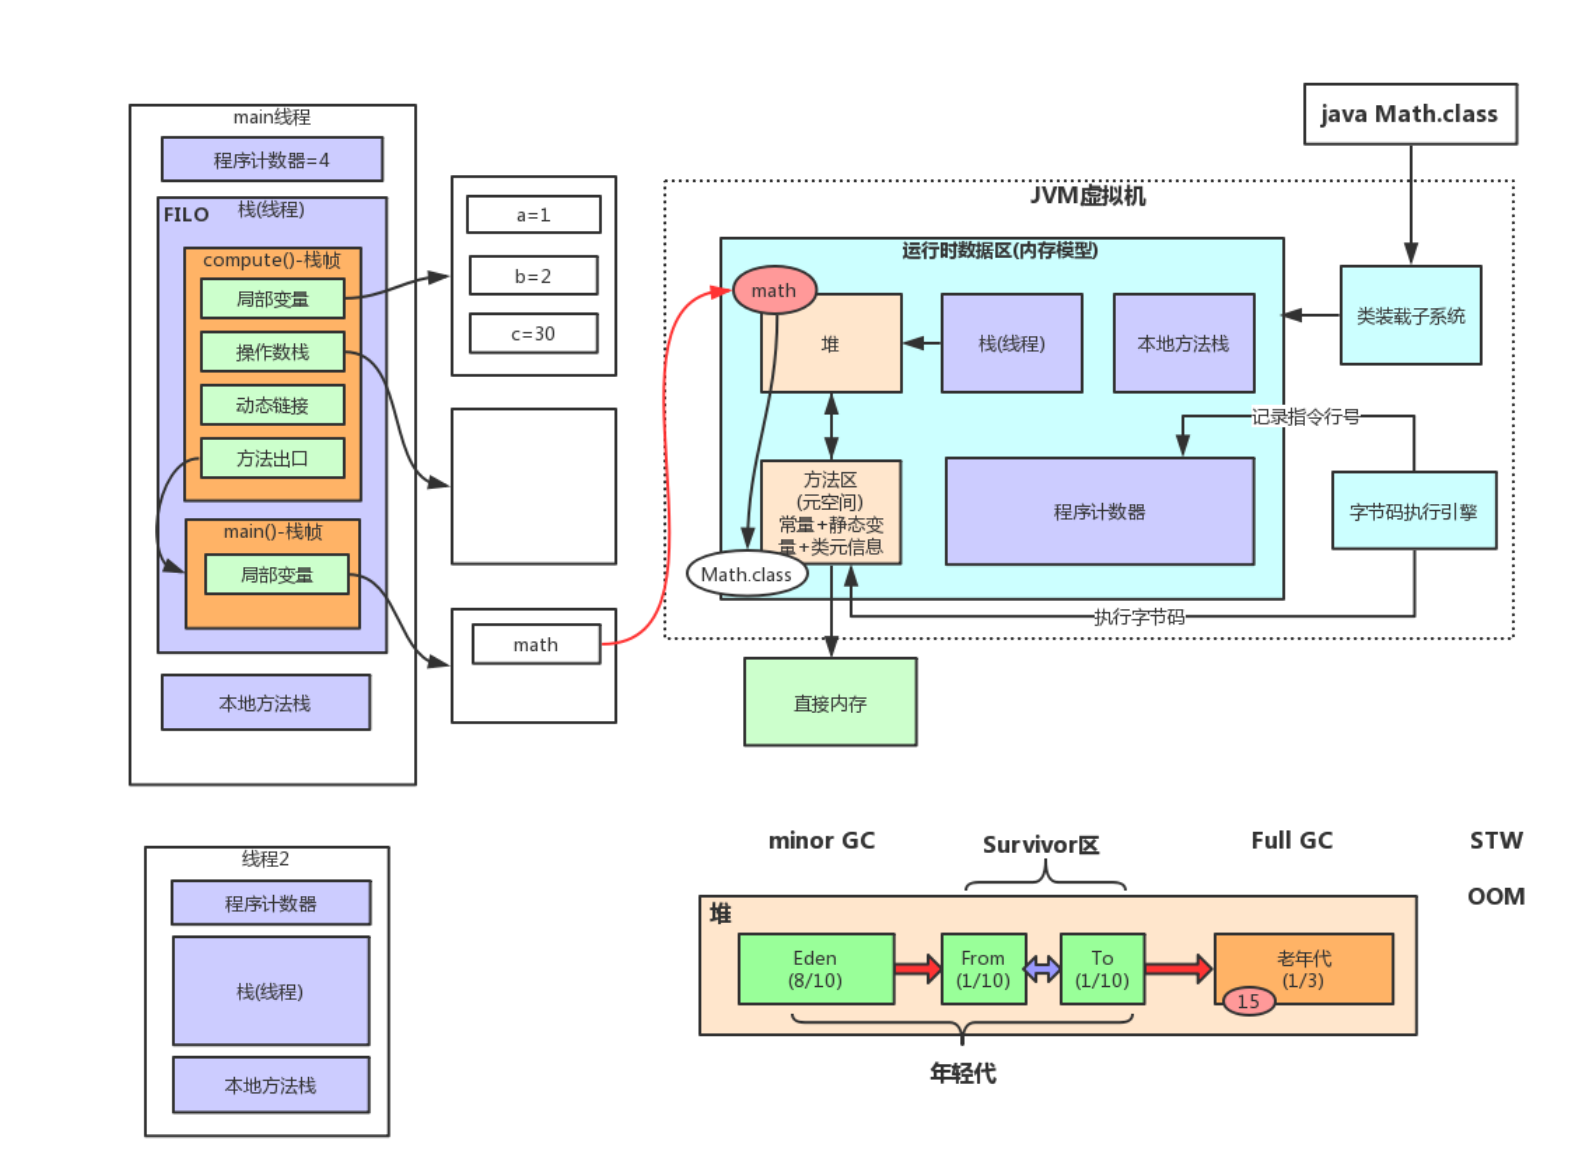 main线程
程序计数器=4
FILO
栈(线程)
compute()-栈帧
局部变量
操作数栈
动态链接
方法出口
main()-栈帧
局部变量
本地方法栈
a=1
b=2
c=30
math
java Math.class
JVM虚拟机
运行时数据区(内存模型)
math
堆
栈(线程)
本地方法栈
类装载子系统
记录指令行号
方法区
(元空间)
常量+静态变
量+类元信息
程序计数器
字节码执行引擎
Math.class
执行字节码
直接内存
线程2
程序计数器
栈(线程)
本地方法栈
minor GC
Survivor区
Full GC
STW
OOM
堆
Eden
(8/10)
From
(1/10)
To
(1/10)
老年代
(1/3)
15
年轻代